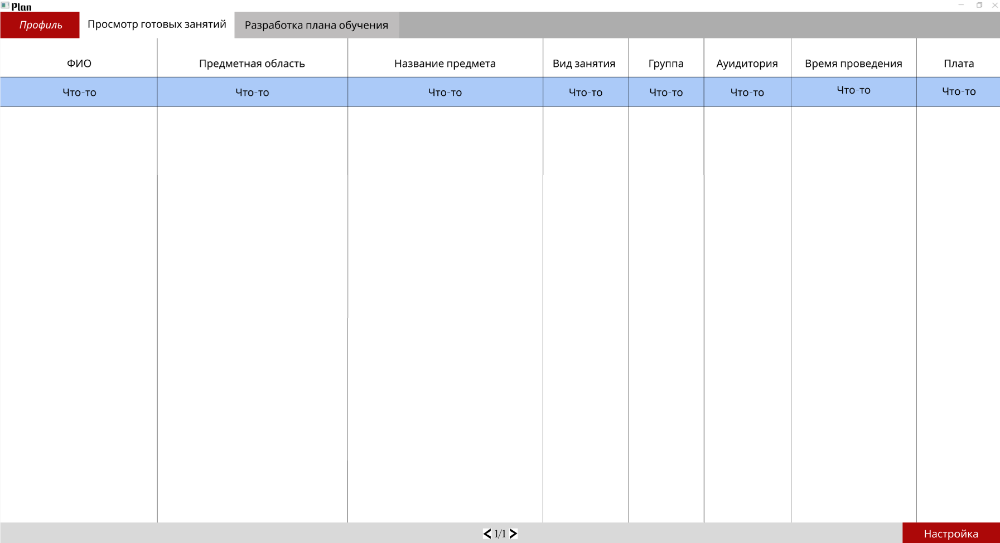 Plan
Профиль Просмотр готовых занятий Разработка плана обучения
ФИО Предметная область Название предмета Вид занятия Группа Ауидитория Время проведения Плата
Что-то Что-то Что-то Что-то Что-то Что-то Что-то Что-то
< 1/1 >
Настройка